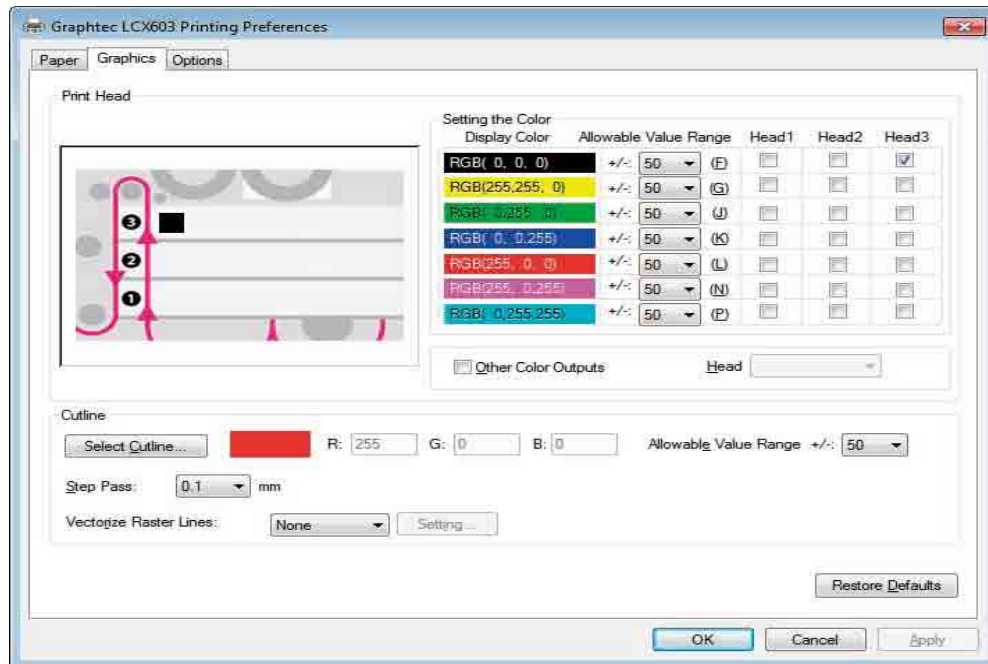 Graphtec LCX603 Printing Preferences
Paper Graphics Options
Print Head
Setting the Color
Display Color Allowable Value Range Head1 Head2 Head3
RGB( 0, 0, 0) +/-: 50 (F)
RGB(255,255, 0) +/-: 50 (G)
RGB( 0,255, 0) +/-: 50 (J)
RGB( 0, 0,255) +/-: 50 (K)
RGB(255, 0, 0) +/-: 50 (L)
RGB(255, 0,255) +/-: 50 (N)
RGB( 0,255,255) +/-: 50 (P)
3
2
1
Other Color Outputs Head
Cutline
Select Cutline... R: 255 G: 0 B: 0 Allowable Value Range +/-: 50
Step Pass: 0.1 mm
Vectorize Raster Lines: None Setting...
Restore Defaults
OK Cancel Apply